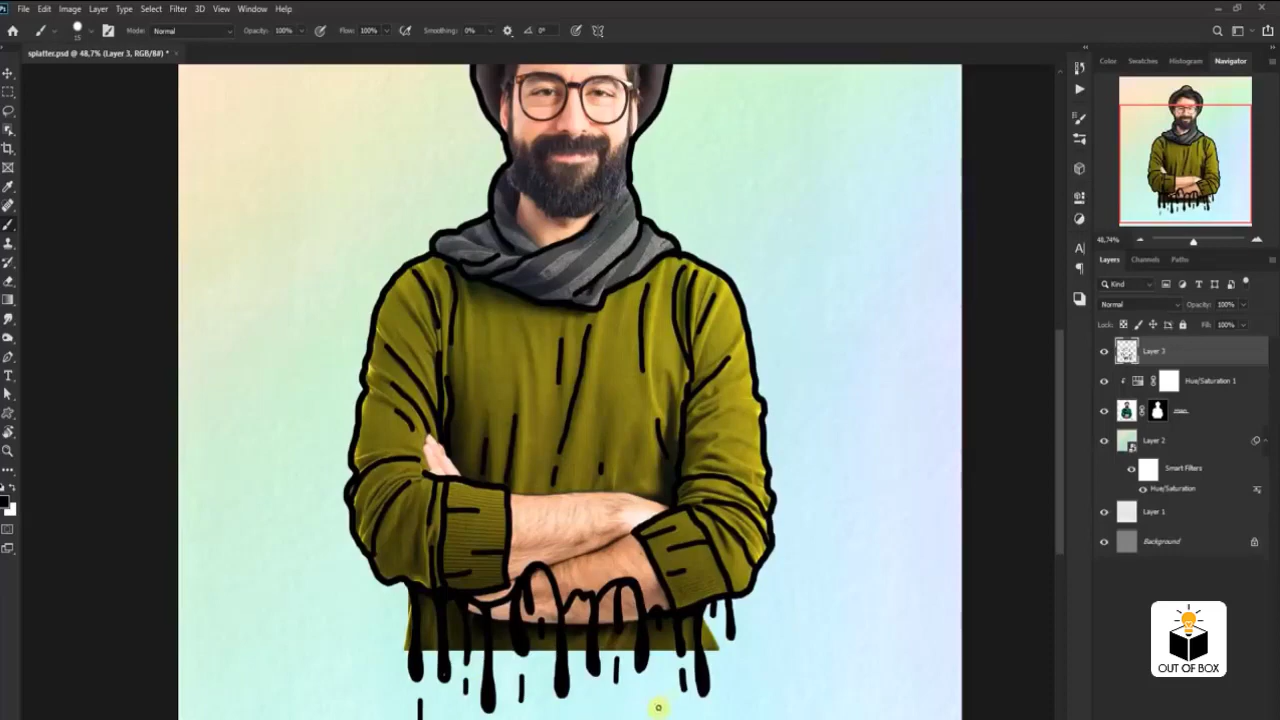 Ps File Edit Image Layer Type Select Filter 3D View Window Help
15 Mode: Normal Opacity: 100% Flow: 100% Smoothing: 0% 0°
splatter.psd @ 48,7% (Layer 3, RGB/8#) * ×
Color Swatches Histogram Navigator
48,74%
Layers Channels Paths
Kind
Normal Opacity: 100%
Lock: Fill: 100%
Layer 3
Hue/Saturation 1
Layer 2
Smart Filters
Hue/Saturation
Layer 1
Background
OUT OF BOX